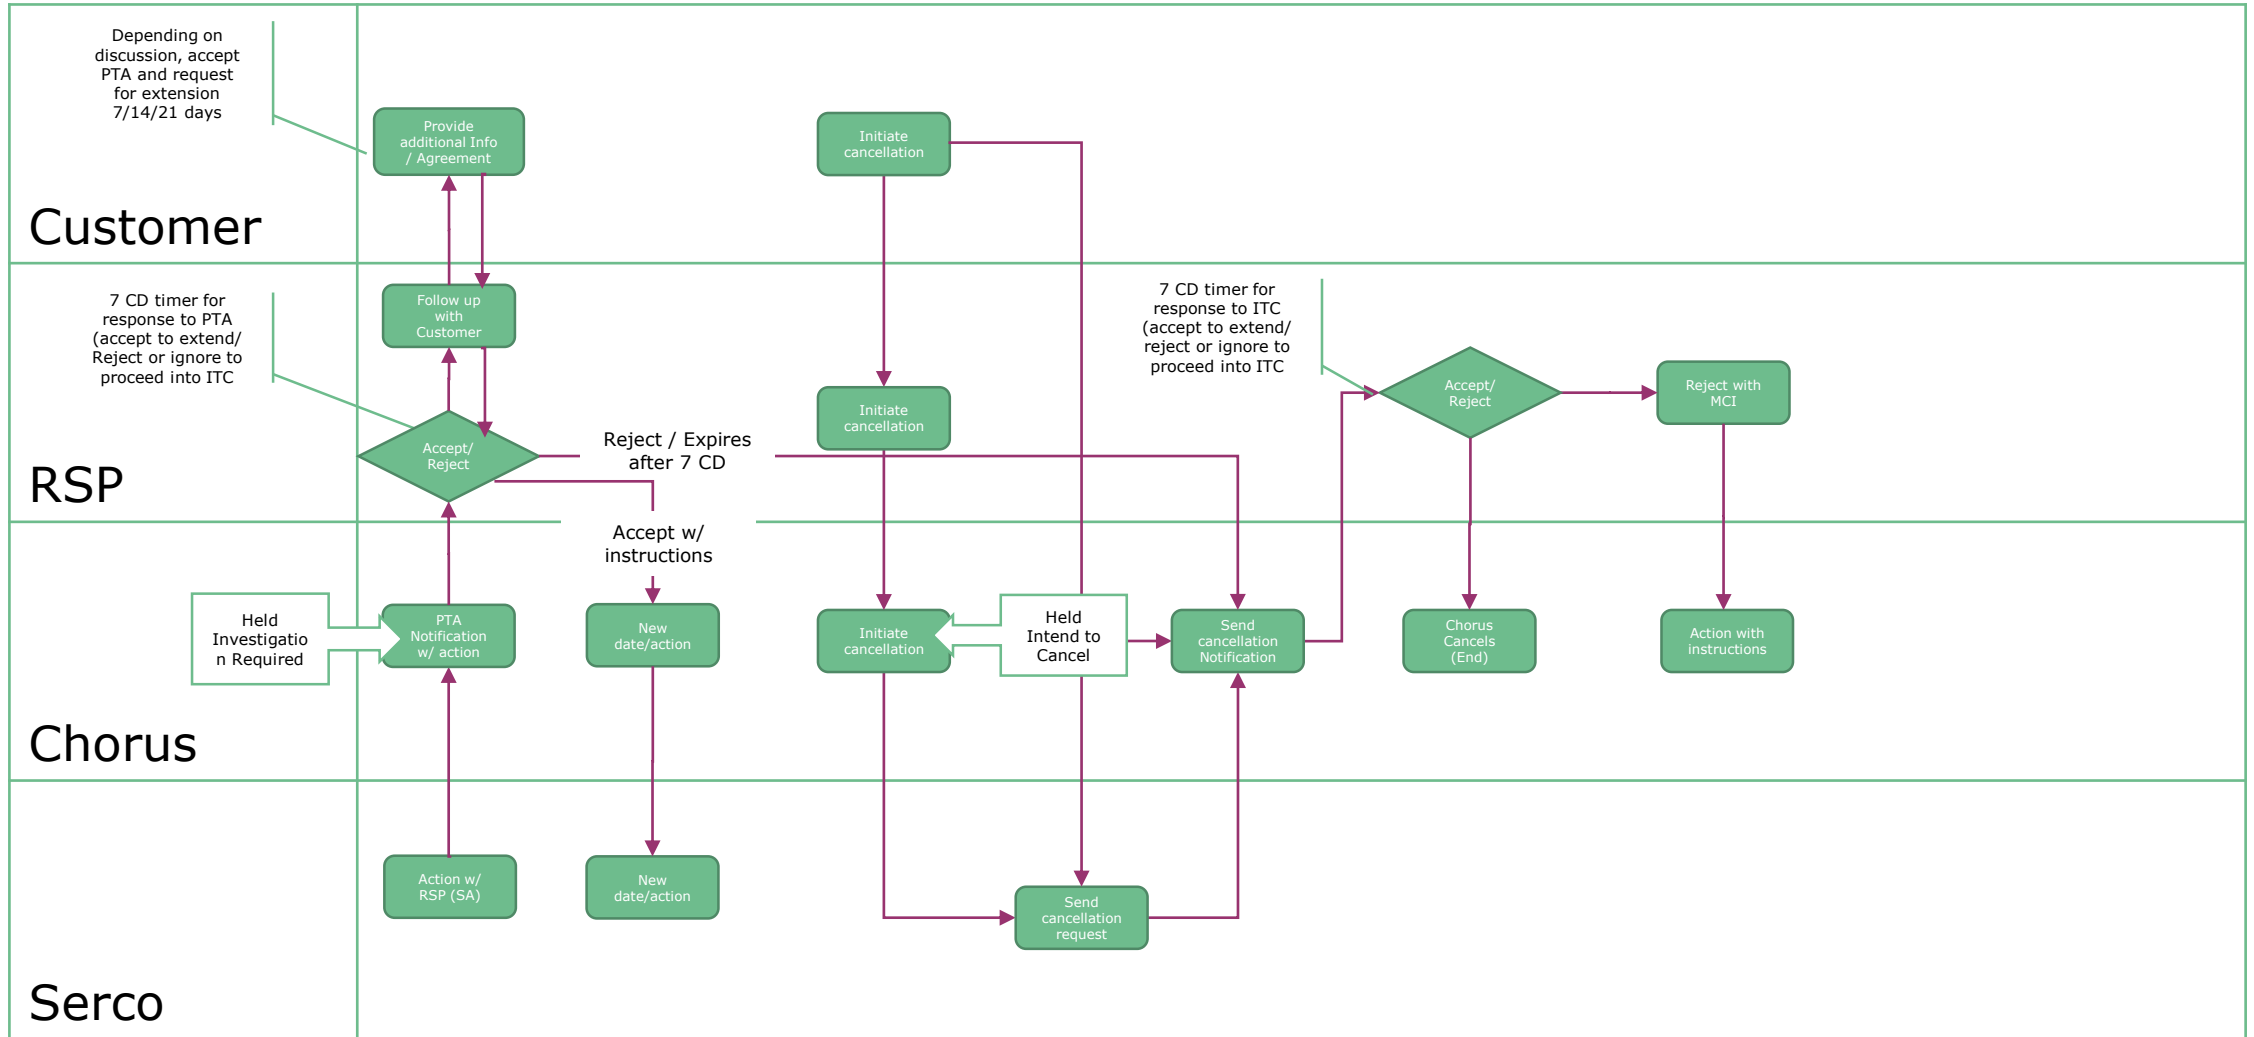 Depending on
discussion, accept
PTA and request
for extension
7/14/21 days
Provide
additional Info
/ Agreement
Initiate
cancellation
Customer
7 CD timer for
response to PTA
(accept to extend/
Reject or ignore to
proceed into ITC
Follow up
with
Customer
Accept/
Reject
Reject / Expires
after 7 CD
Initiate
cancellation
7 CD timer for
response to ITC
(accept to extend/
reject or ignore to
proceed into ITC
Accept/
Reject
Reject with
MCI
RSP
Accept w/
instructions
Held
Investigatio
n Required
PTA
Notification
w/ action
New
date/action
Initiate
cancellation
Held
Intend to
Cancel
Send
cancellation
Notification
Chorus
Cancels
(End)
Action with
instructions
Chorus
Action w/
RSP (SA)
New
date/action
Send
cancellation
request
Serco